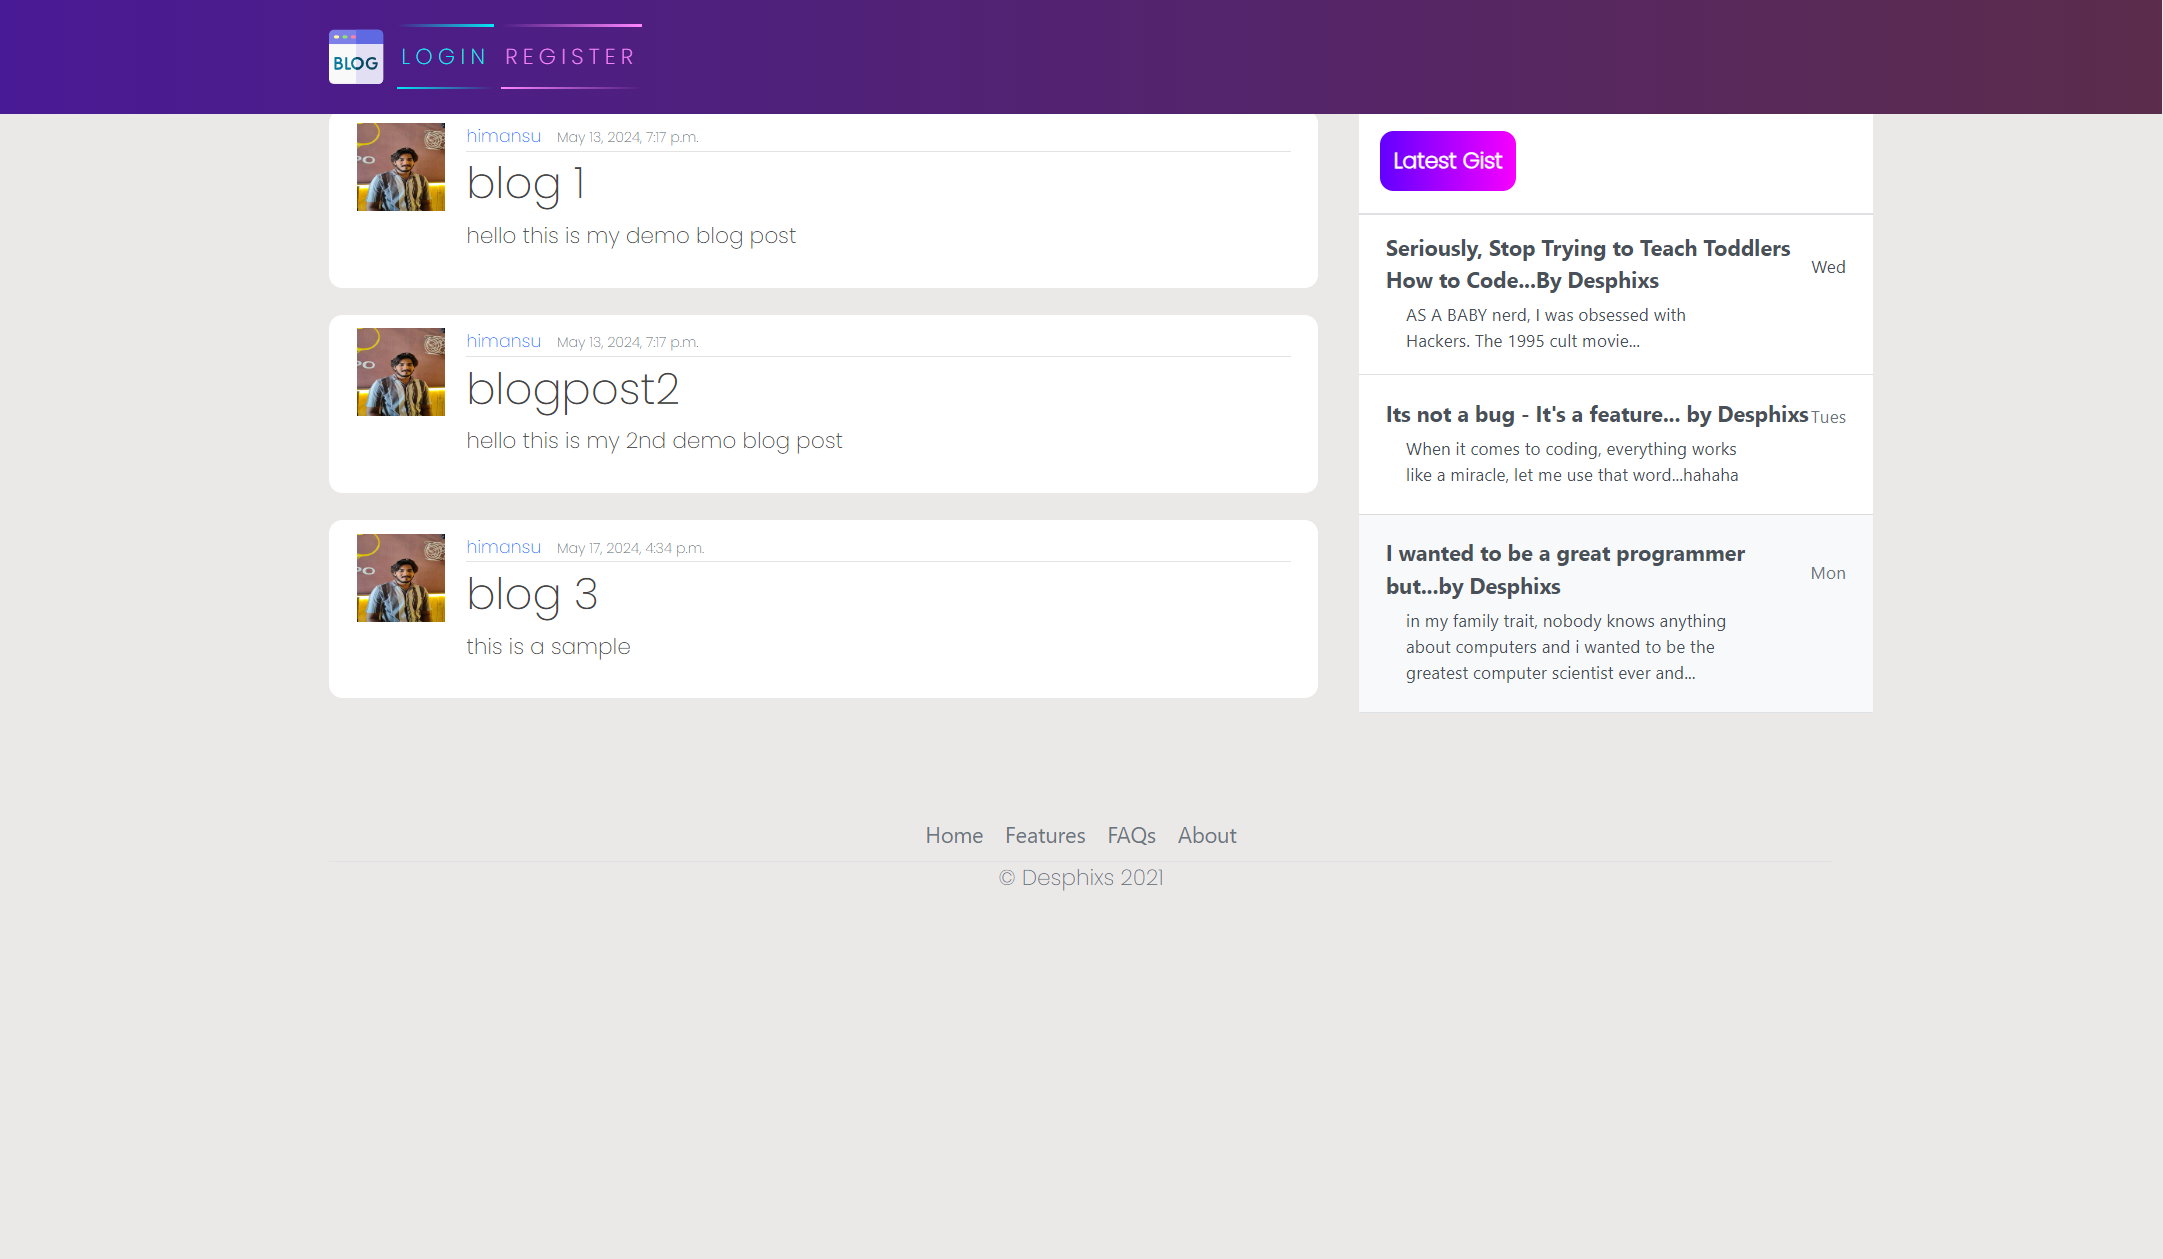 BLOG
LOGIN REGISTER
himansu May 13, 2024, 7:17 p.m.
blog 1
hello this is my demo blog post
himansu May 13, 2024, 7:17 p.m.
blogpost2
hello this is my 2nd demo blog post
himansu May 17, 2024, 4:34 p.m.
blog 3
this is a sample
Latest Gist
Seriously, Stop Trying to Teach Toddlers
How to Code...By Desphixs
Wed
AS A BABY nerd, I was obsessed with
Hackers. The 1995 cult movie...
Its not a bug - It's a feature... by Desphixs Tues
When it comes to coding, everything works
like a miracle, let me use that word...hahaha
I wanted to be a great programmer
but...by Desphixs
Mon
in my family trait, nobody knows anything
about computers and i wanted to be the
greatest computer scientist ever and...
Home Features FAQs About
© Desphixs 2021